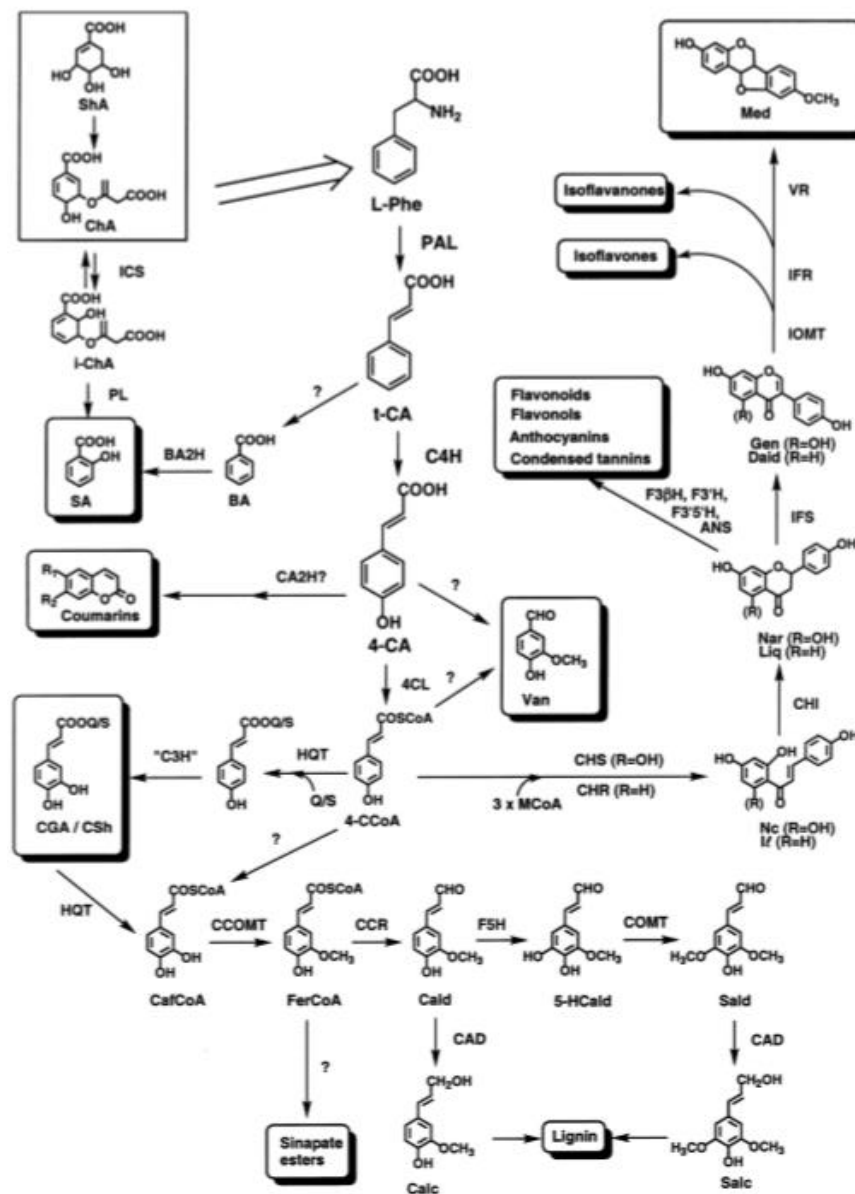 COOH
HO
OH
OH
ShA
COOH
O
COOH
OH
ChA
ICS
COOH
OH
O
COOH
i-ChA
PL
COOH
OH
SA
BA2H
COOH
BA
?
COOH
NH2
L-Phe
PAL
COOH
t-CA
C4H
COOH
OH
4-CA
CA2H?
R1
R2
O
O
Coumarins
?
CHO
OCH3
OH
Van
?
4CL
COSCoA
OH
4-CCoA
HQT
Q/S
COOQ/S
OH
"C3H"
COOQ/S
OH
OH
CGA / CSh
HQT
?
CHS (R=OH)
CHR (R=H)
3 x MCoA
HO
O
O
OCH3
Med
VR
Isoflavanones
IFR
Isoflavones
IOMT
HO
O
(R)
O
OH
Gen (R=OH)
Daid (R=H)
IFS
Flavonoids
Flavonols
Anthocyanins
Condensed tannins
F3βH, F3'H,
F3'5'H,
ANS
OH
HO
O
(R)
O
Nar (R=OH)
Liq (R=H)
CHI
OH
HO
OH
(R)
O
Nc (R=OH)
Iℓ (R=H)
COSCoA
OH
OH
CafCoA
CCOMT
COSCoA
OCH3
OH
FerCoA
CCR
CHO
OCH3
OH
Cald
F5H
CHO
HO
OCH3
OH
5-HCald
COMT
CHO
H3CO
OCH3
OH
Sald
?
Sinapate
esters
CAD
CH2OH
OCH3
OH
Calc
Lignin
CAD
CH2OH
H3CO
OCH3
OH
Salc